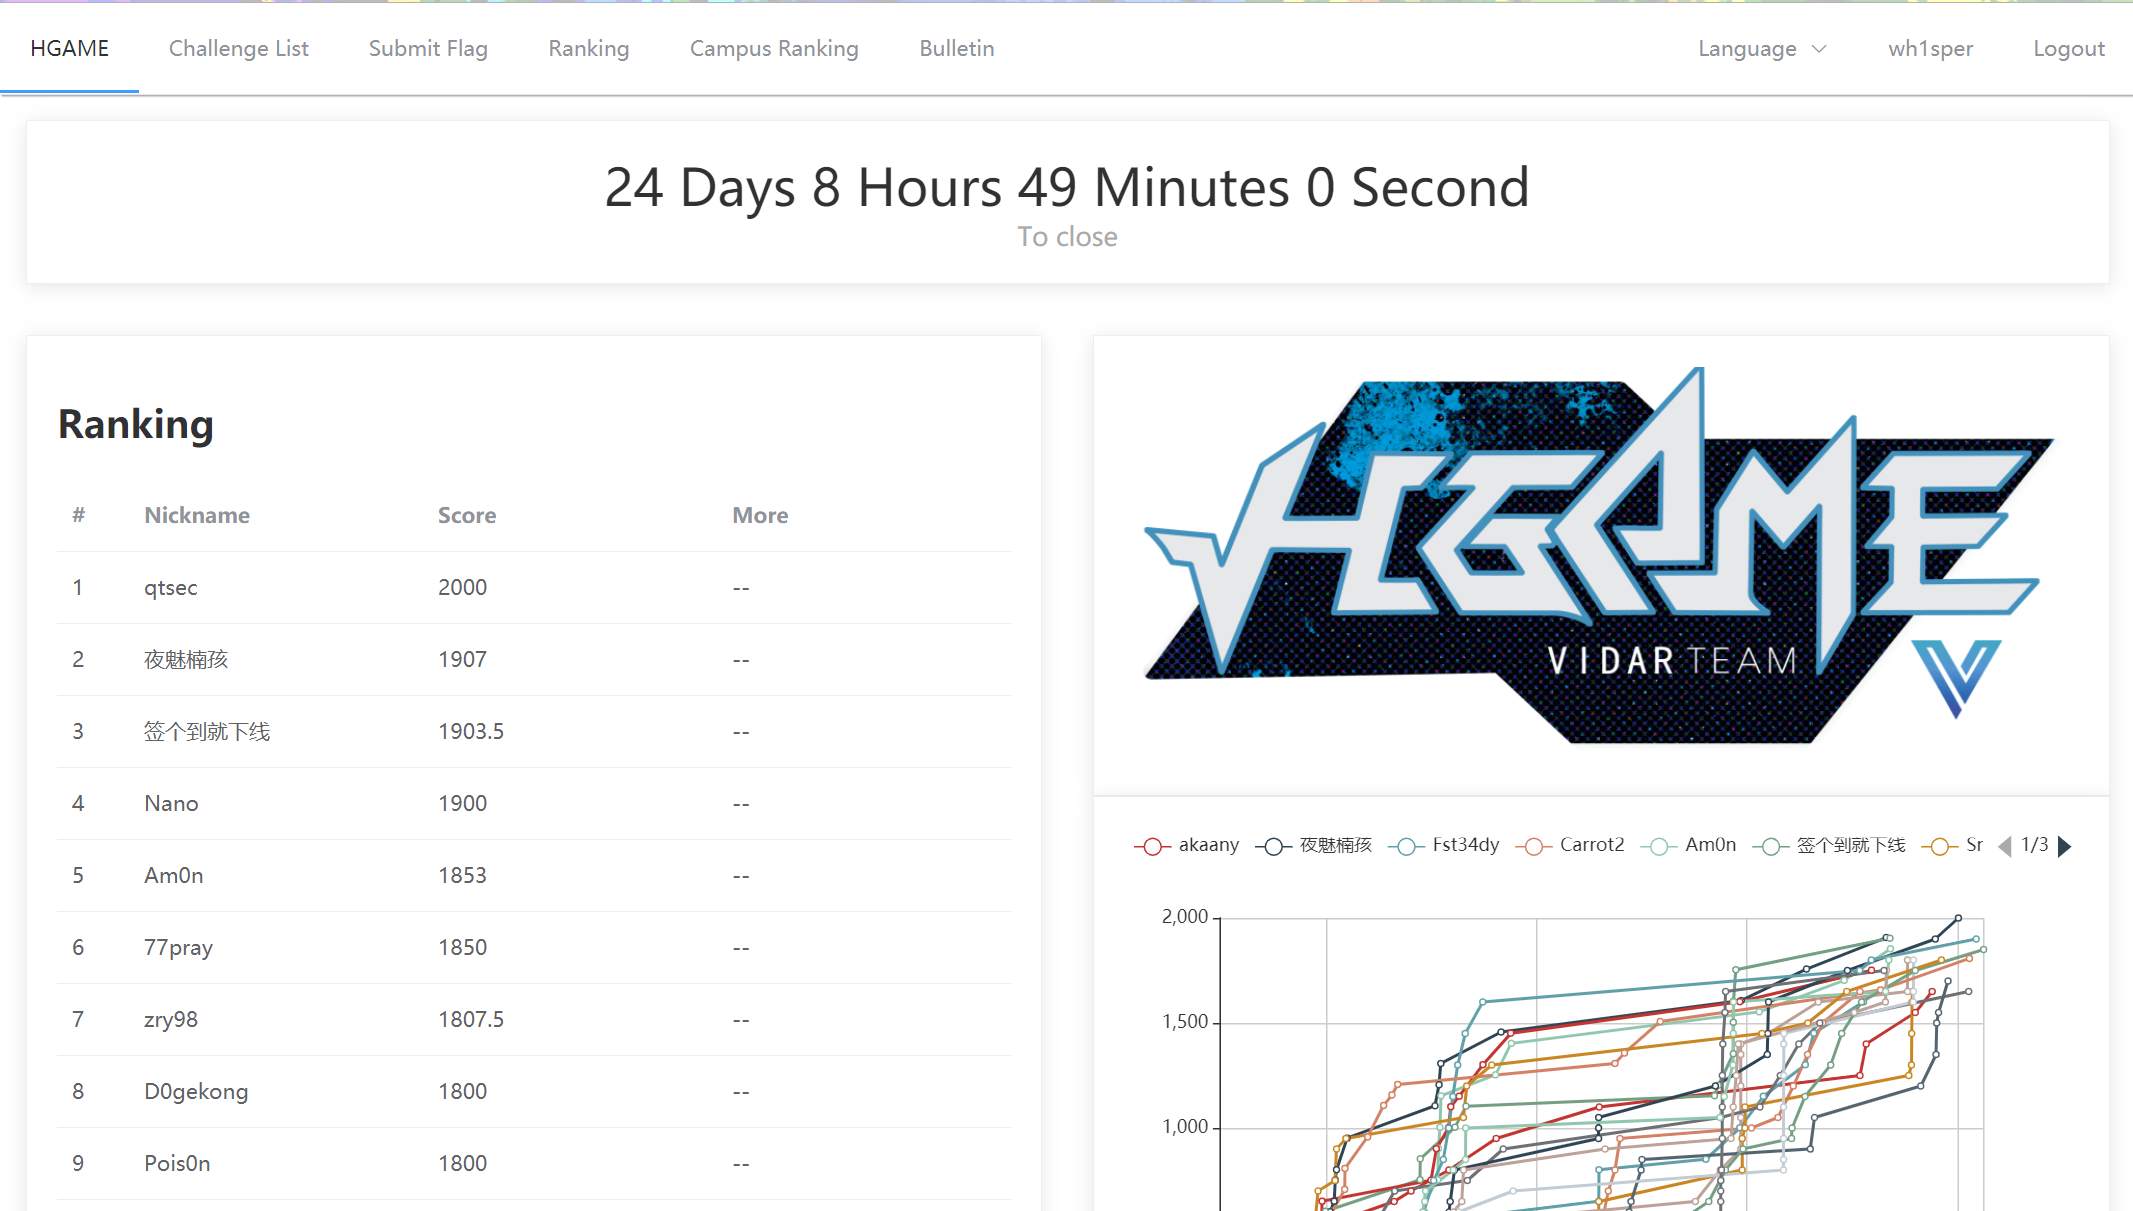 HGAME Challenge List Submit Flag Ranking Campus Ranking Bulletin Language wh1sper Logout
24 Days 8 Hours 49 Minutes 0 Second
To close
Ranking
# Nickname Score More
1 qtsec 2000 --
2 夜魅楠孩 1907 --
3 签个到就下线 1903.5 --
4 Nano 1900 --
5 Am0n 1853 --
6 77pray 1850 --
7 zry98 1807.5 --
8 D0gekong 1800 --
9 Pois0n 1800 --
HGAME
VIDAR TEAM
akaany 夜魅楠孩 Fst34dy Carrot2 Am0n 签个到就下线 Sr 1/3
2,000
1,500
1,000